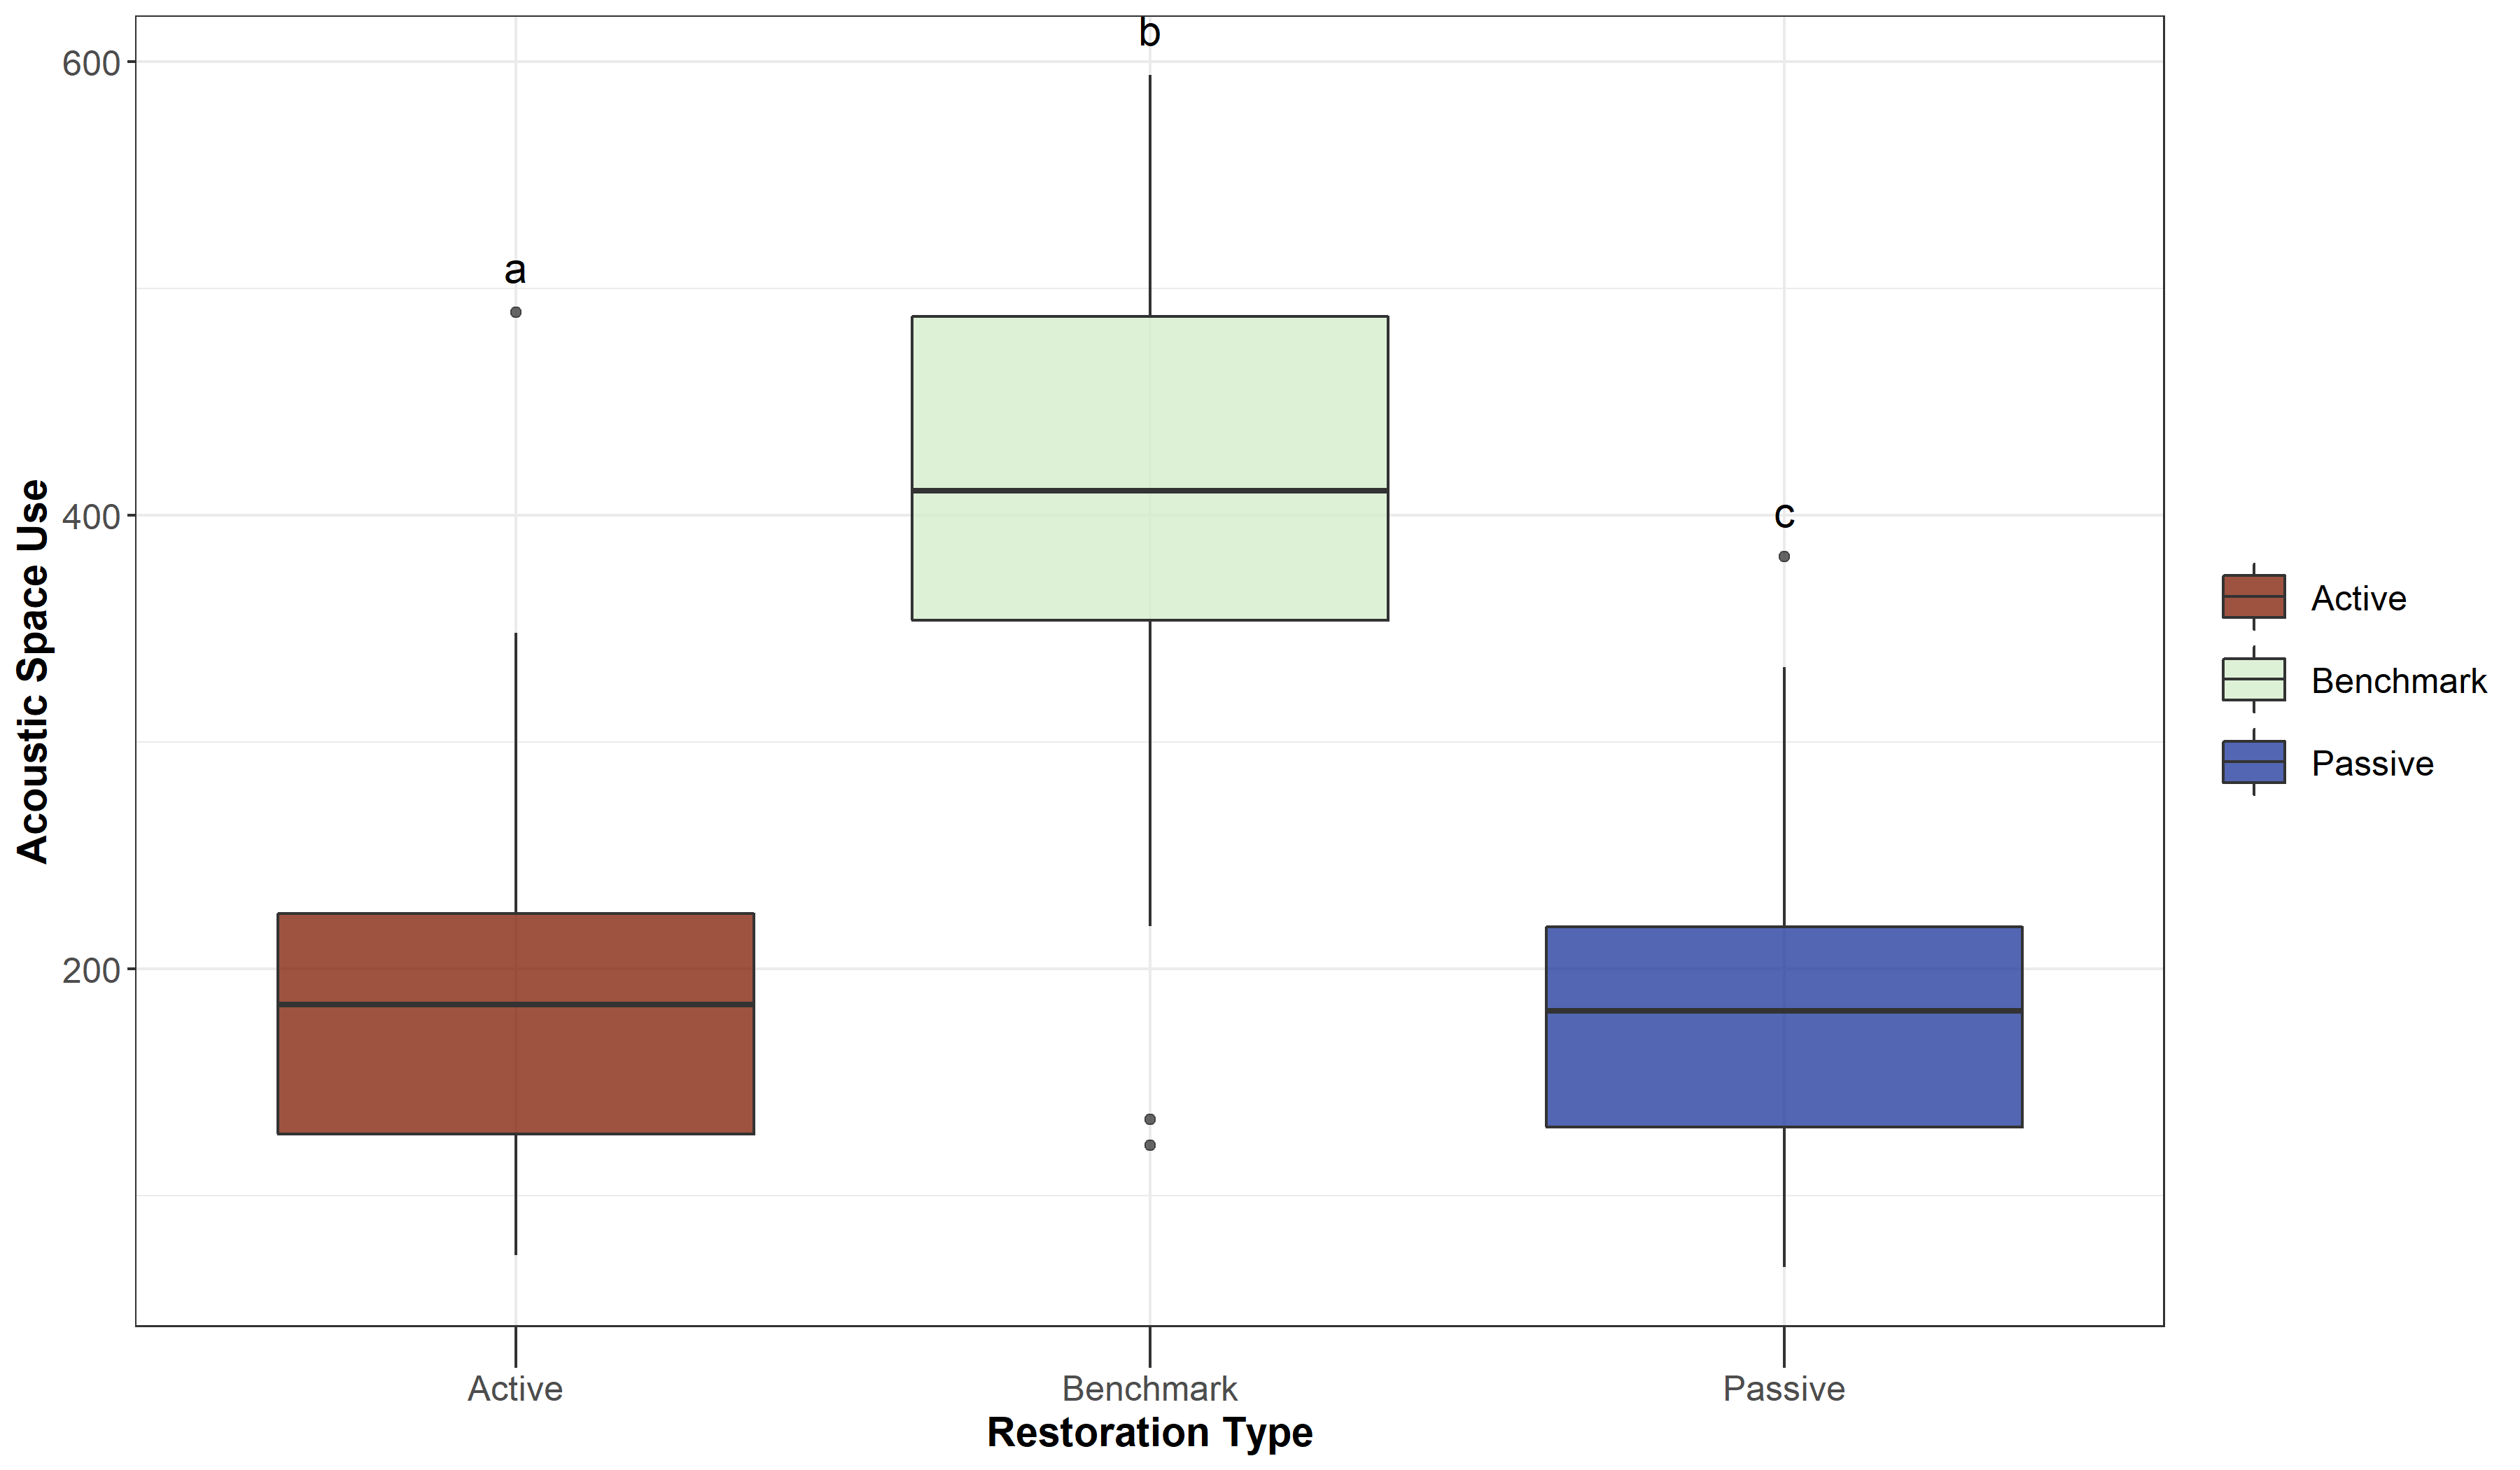 b
600
a
Acoustic Space Use
400
c
Active
Benchmark
Passive
200
Active
Benchmark
Passive
Restoration Type